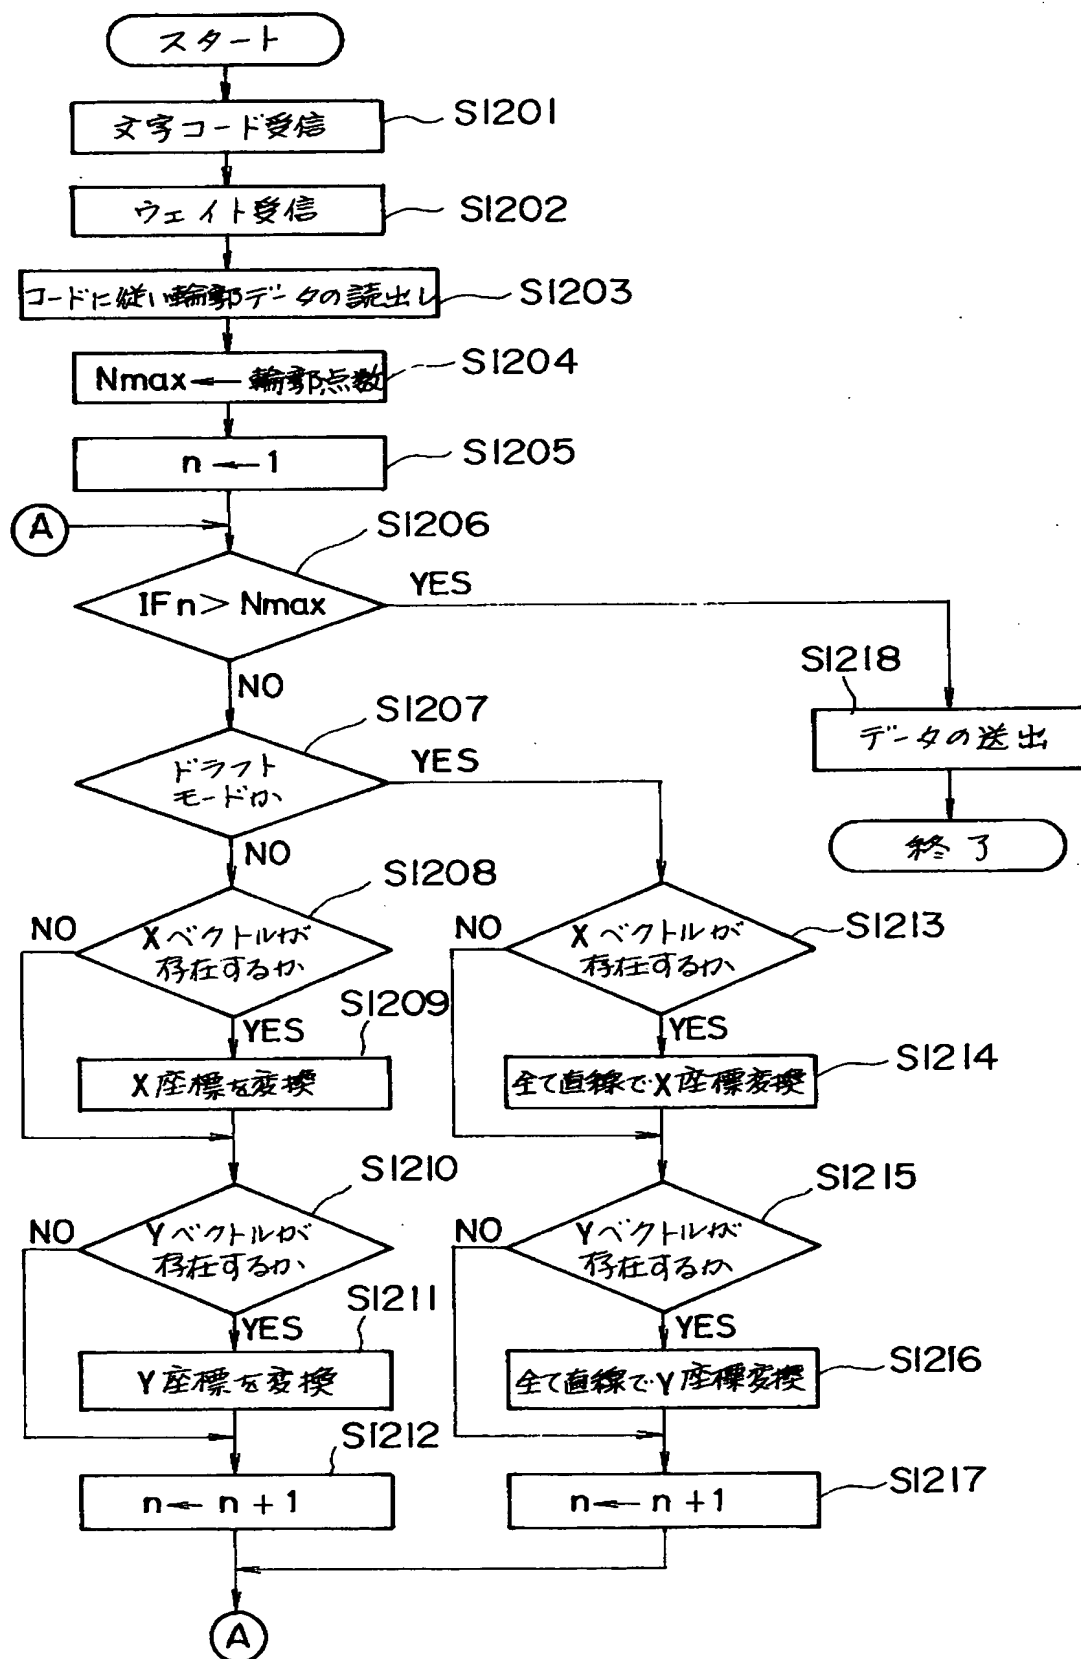 スタート
文字コード受信
S1201
ウェイト受信
S1202
コードに従い輪郭データの読出し
S1203
Nmax ← 輪郭点数
S1204
n ← 1
S1205
A
S1206
IF n > Nmax
YES
NO
S1218
データの送出
終了
S1207
ドラフト
モードか
YES
NO
S1208
NO
Xベクトルが
存在するか
YES
S1209
X座標を変換
S1210
NO
Yベクトルが
存在するか
YES
S1211
Y座標を変換
S1212
n ← n + 1
S1213
NO
Xベクトルが
存在するか
YES
S1214
全て直線でX座標変換
S1215
NO
Yベクトルが
存在するか
YES
S1216
全て直線でY座標変換
S1217
n ← n + 1
A